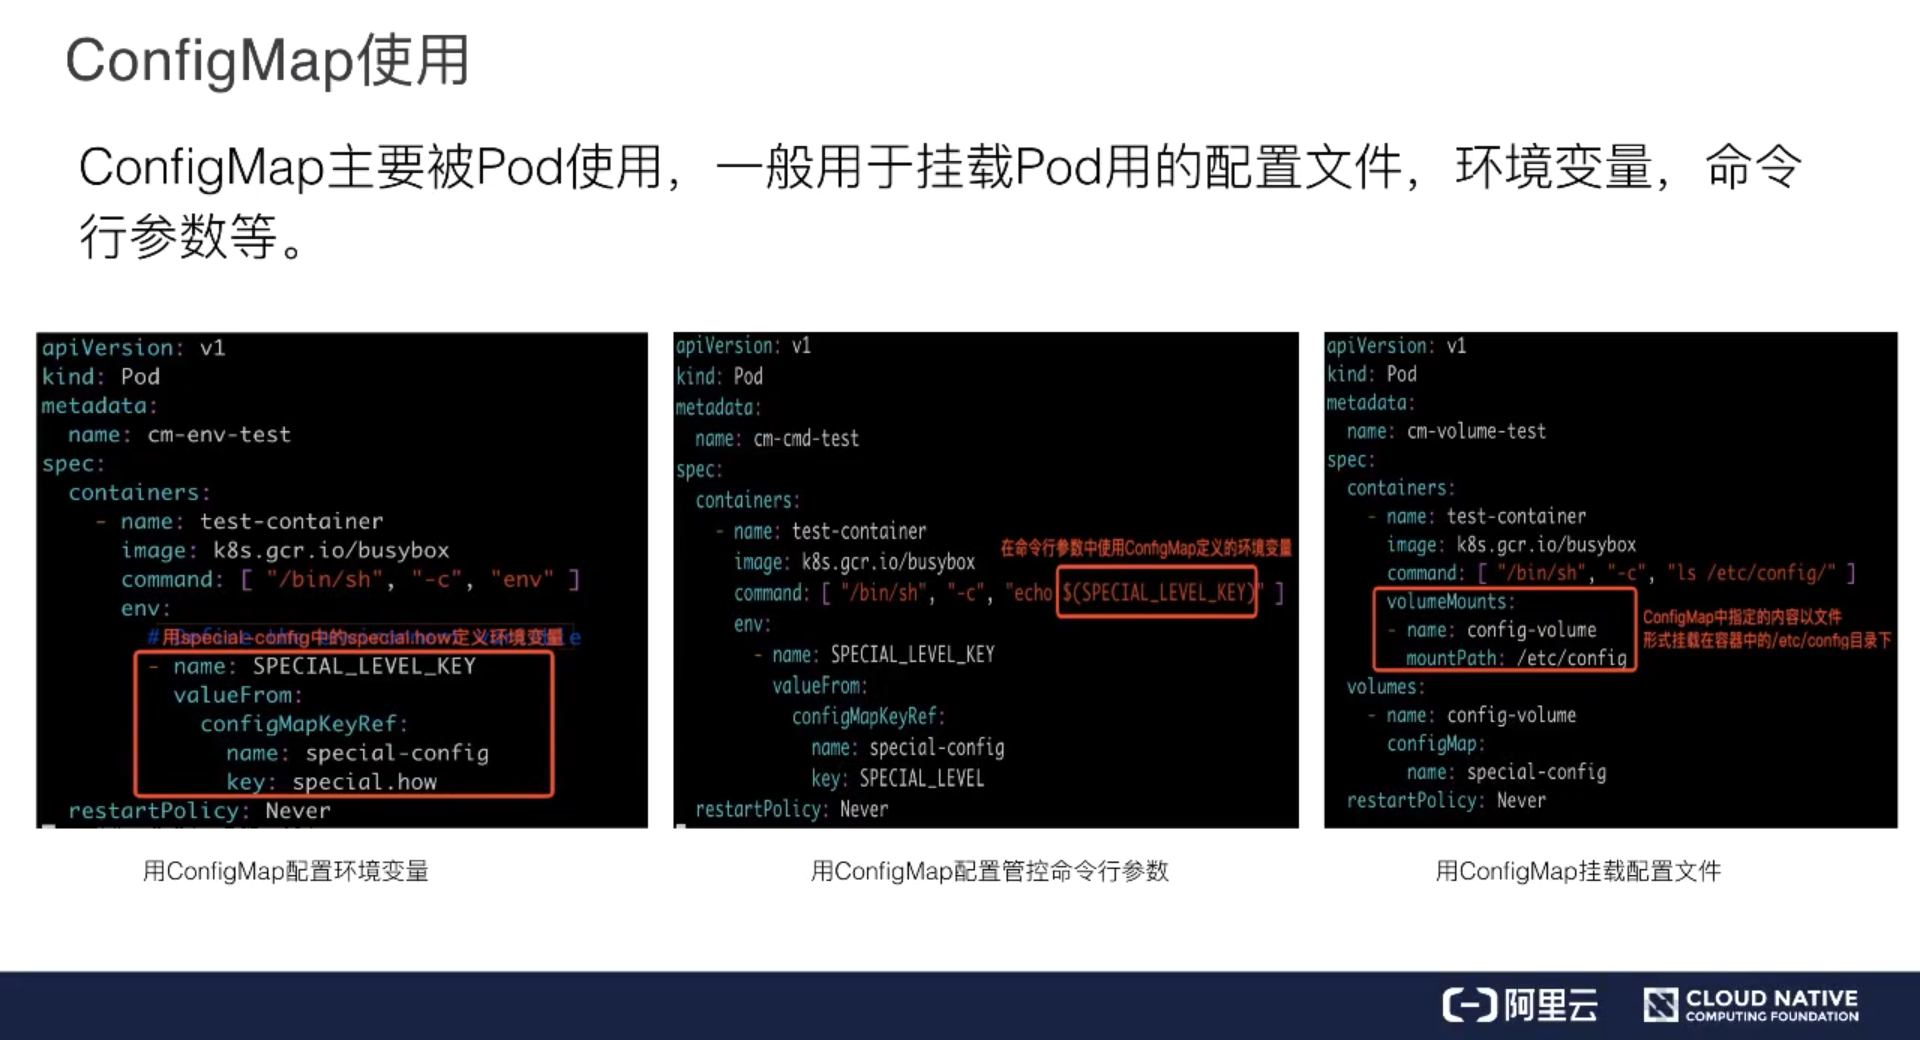 ConfigMap使用
ConfigMap主要被Pod使用，一般用于挂载Pod用的配置文件，环境变量，命令
行参数等。
apiVersion: v1
kind: Pod
metadata:
  name: cm-env-test
spec:
  containers:
    - name: test-container
      image: k8s.gcr.io/busybox
      command: [ "/bin/sh", "-c", "env" ]
      env:
用special-config中的special.how定义环境变量
        - name: SPECIAL_LEVEL_KEY
          valueFrom:
            configMapKeyRef:
              name: special-config
              key: special.how
  restartPolicy: Never
用ConfigMap配置环境变量
apiVersion: v1
kind: Pod
metadata:
  name: cm-cmd-test
spec:
  containers:
    - name: test-container
在命令行参数中使用ConfigMap定义的环境变量
      image: k8s.gcr.io/busybox
      command: [ "/bin/sh", "-c", "echo $(SPECIAL_LEVEL_KEY)" ]
      env:
        - name: SPECIAL_LEVEL_KEY
          valueFrom:
            configMapKeyRef:
              name: special-config
              key: SPECIAL_LEVEL
  restartPolicy: Never
用ConfigMap配置管控命令行参数
apiVersion: v1
kind: Pod
metadata:
  name: cm-volume-test
spec:
  containers:
    - name: test-container
      image: k8s.gcr.io/busybox
      command: [ "/bin/sh", "-c", "ls /etc/config/" ]
      volumeMounts:
      - name: config-volume
        mountPath: /etc/config
ConfigMap中指定的内容以文件
形式挂载在容器中的/etc/config目录下
  volumes:
    - name: config-volume
      configMap:
        name: special-config
  restartPolicy: Never
用ConfigMap挂载配置文件
阿里云
CLOUD NATIVE
COMPUTING FOUNDATION